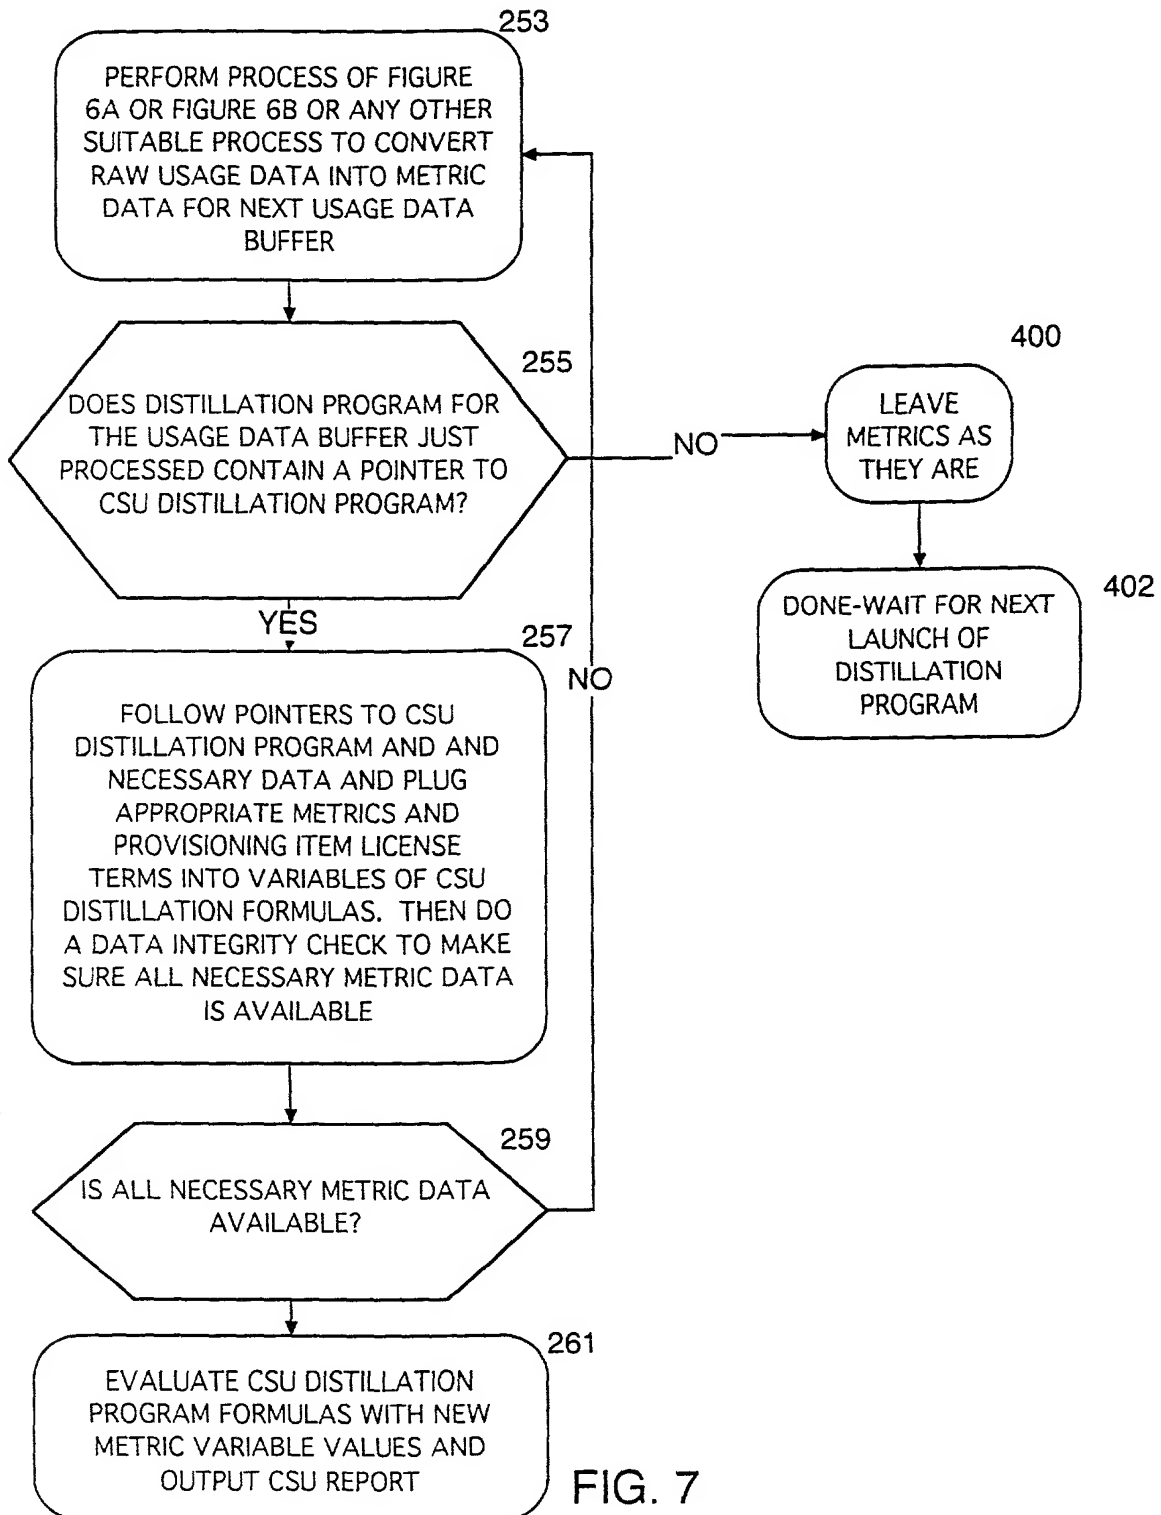 253
PERFORM PROCESS OF FIGURE
6A OR FIGURE 6B OR ANY OTHER
SUITABLE PROCESS TO CONVERT
RAW USAGE DATA INTO METRIC
DATA FOR NEXT USAGE DATA
BUFFER
255
DOES DISTILLATION PROGRAM FOR
THE USAGE DATA BUFFER JUST
PROCESSED CONTAIN A POINTER TO
CSU DISTILLATION PROGRAM?
NO
400
LEAVE
METRICS AS
THEY ARE
402
DONE-WAIT FOR NEXT
LAUNCH OF
DISTILLATION
PROGRAM
YES
257
NO
FOLLOW POINTERS TO CSU
DISTILLATION PROGRAM AND AND
NECESSARY DATA AND PLUG
APPROPRIATE METRICS AND
PROVISIONING ITEM LICENSE
TERMS INTO VARIABLES OF CSU
DISTILLATION FORMULAS. THEN DO
A DATA INTEGRITY CHECK TO MAKE
SURE ALL NECESSARY METRIC DATA
IS AVAILABLE
259
IS ALL NECESSARY METRIC DATA
AVAILABLE?
261
EVALUATE CSU DISTILLATION
PROGRAM FORMULAS WITH NEW
METRIC VARIABLE VALUES AND
OUTPUT CSU REPORT
FIG. 7